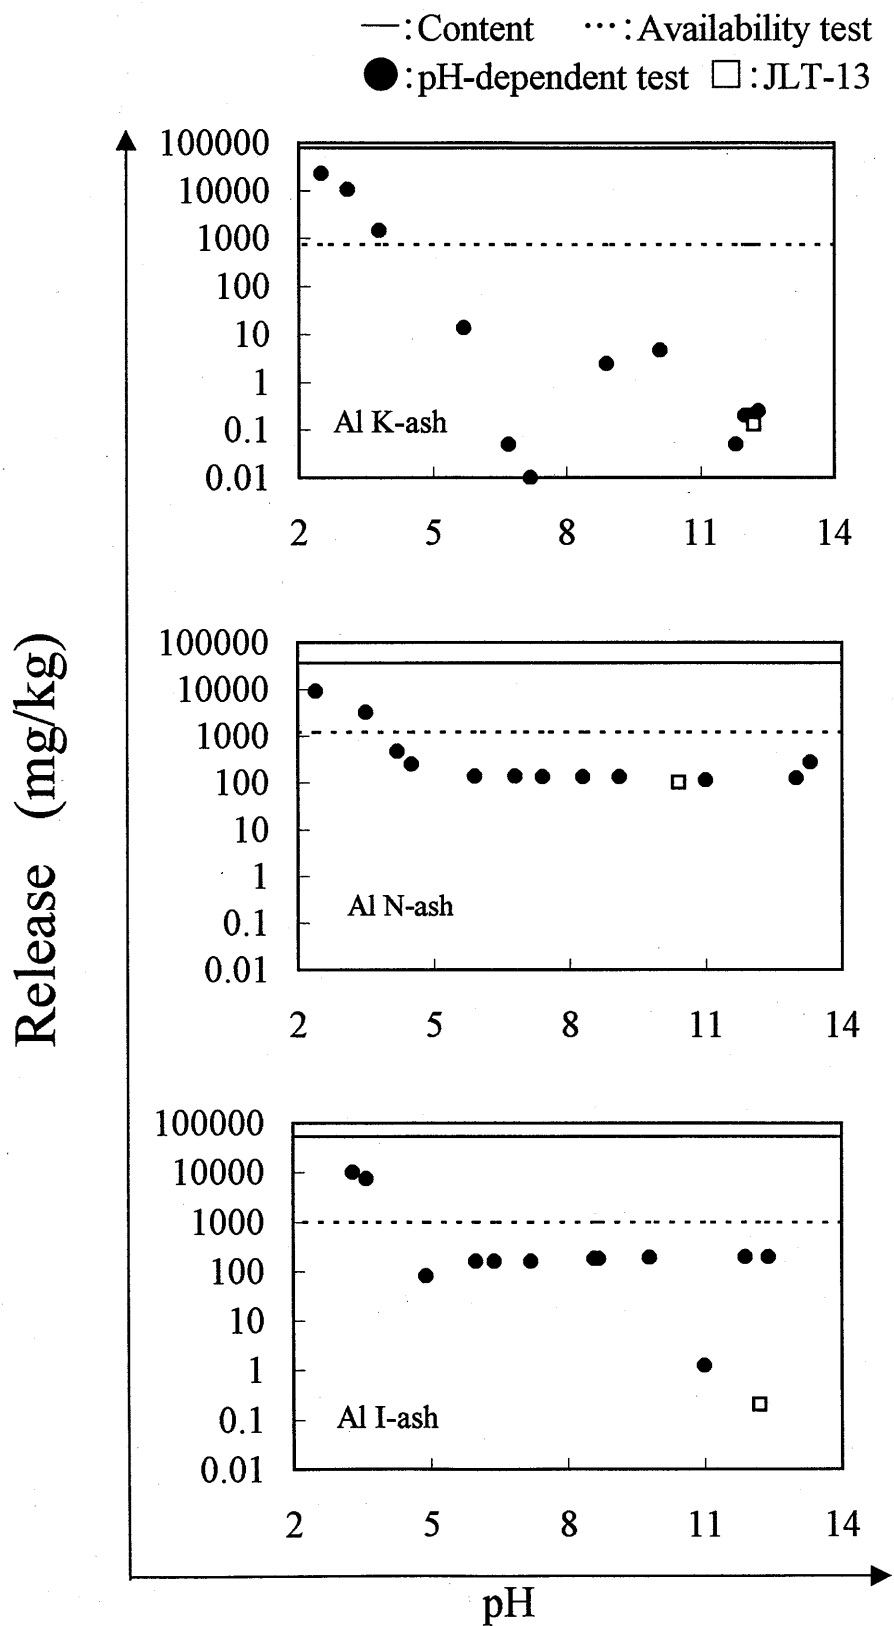 —: Content ···: Availability test
●: pH-dependent test □: JLT-13
Release (mg/kg)
100000
10000
1000
100
10
1
0.1
0.01
Al K-ash
2 5 8 11 14
100000
10000
1000
100
10
1
0.1
0.01
Al N-ash
2 5 8 11 14
100000
10000
1000
100
10
1
0.1
0.01
Al I-ash
2 5 8 11 14
pH